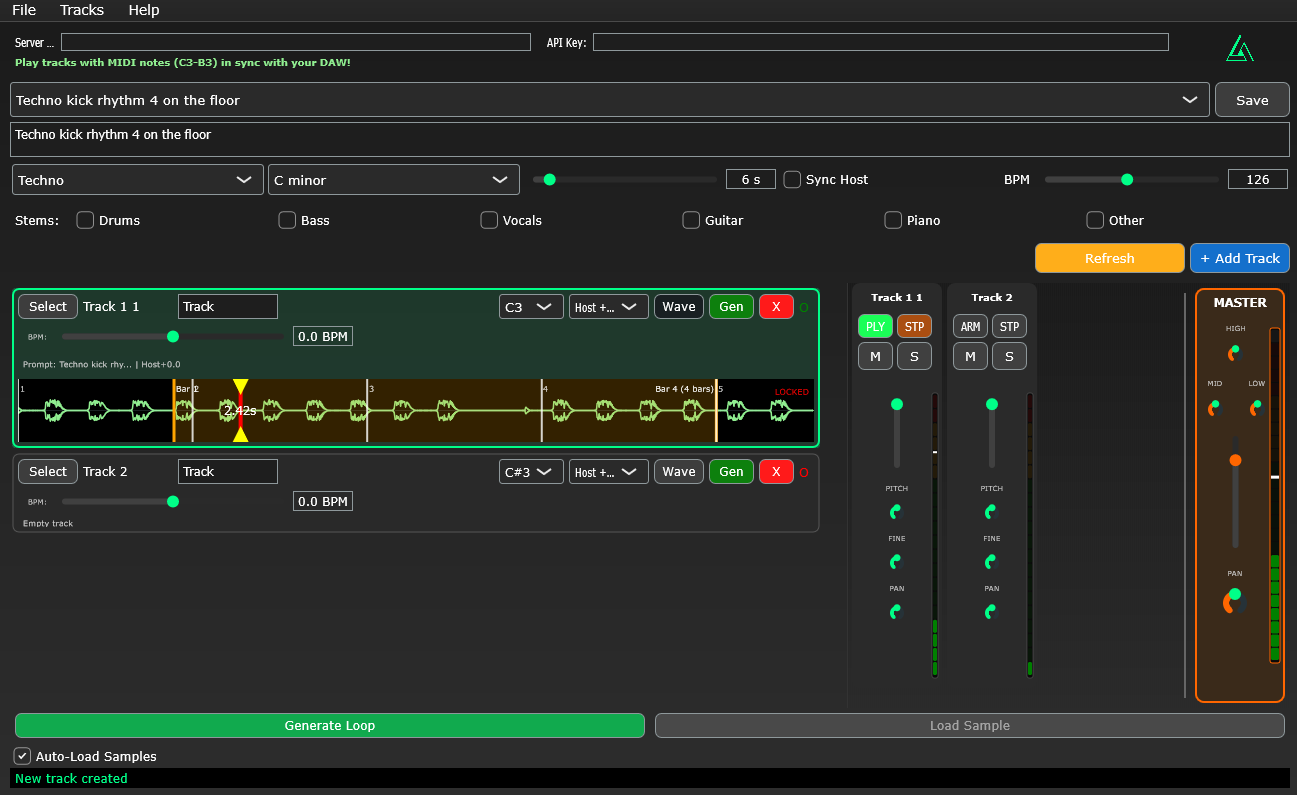 File Tracks Help
Server ... API Key:
Play tracks with MIDI notes (C3-B3) in sync with your DAW!
Techno kick rhythm 4 on the floor Save
Techno kick rhythm 4 on the floor
Techno C minor 6 s Sync Host BPM 126
Stems: Drums Bass Vocals Guitar Piano Other
Refresh + Add Track
Select Track 1 1 Track C3 Host +... Wave Gen X O
BPM: 0.0 BPM
Prompt: Techno kick rhy... | Host+0.0
1 Bar 2 3 4 Bar 4 (4 bars) 5 LOCKED
2.42s
Select Track 2 Track C#3 Host +... Wave Gen X O
BPM: 0.0 BPM
Empty track
Track 1 1
PLY STP
M S
PITCH
FINE
PAN
Track 2
ARM STP
M S
PITCH
FINE
PAN
MASTER
HIGH
MID LOW
PAN
Generate Loop Load Sample
Auto-Load Samples
New track created